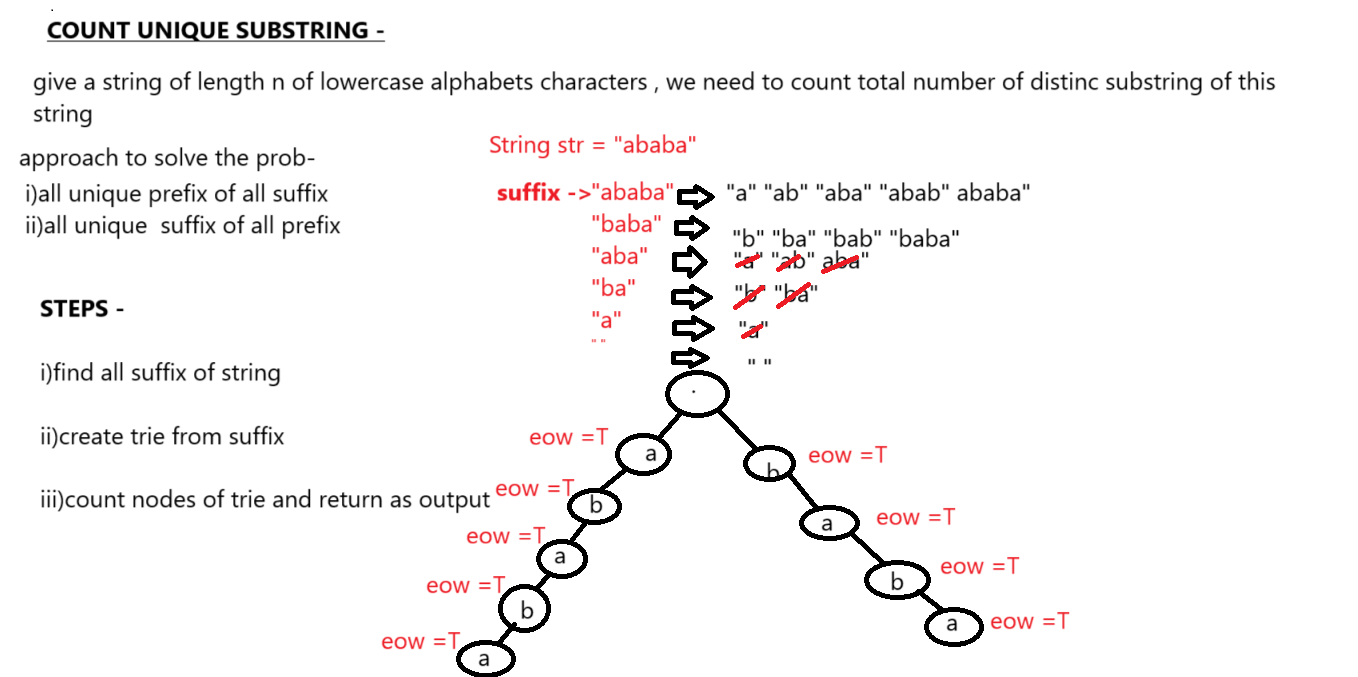 COUNT UNIQUE SUBSTRING -
give a string of length n of lowercase alphabets characters , we need to count total number of distinc substring of this
string
String str = "ababa"
approach to solve the prob-
i)all unique prefix of all suffix
ii)all unique  suffix of all prefix
suffix ->"ababa" "a" "ab" "aba" "abab" ababa"
"baba" "b" "ba" "bab" "baba"
"aba" "a" "ab" aba"
"ba" "b" "ba"
"a" "a"
" " " "
STEPS -
i)find all suffix of string
ii)create trie from suffix
iii)count nodes of trie and return as output
eow =T a b eow =T
eow =T b a eow =T
eow =T a b eow =T
eow =T b a eow =T
eow =T a